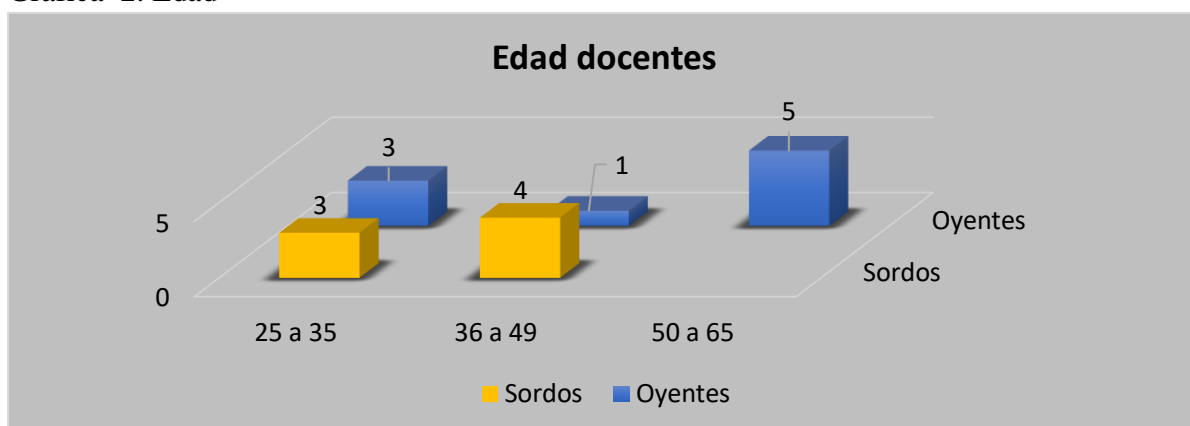 Edad docentes
5
3
1
3
4
5
Oyentes
Sordos
0
25 a 35
36 a 49
50 a 65
Sordos
Oyentes